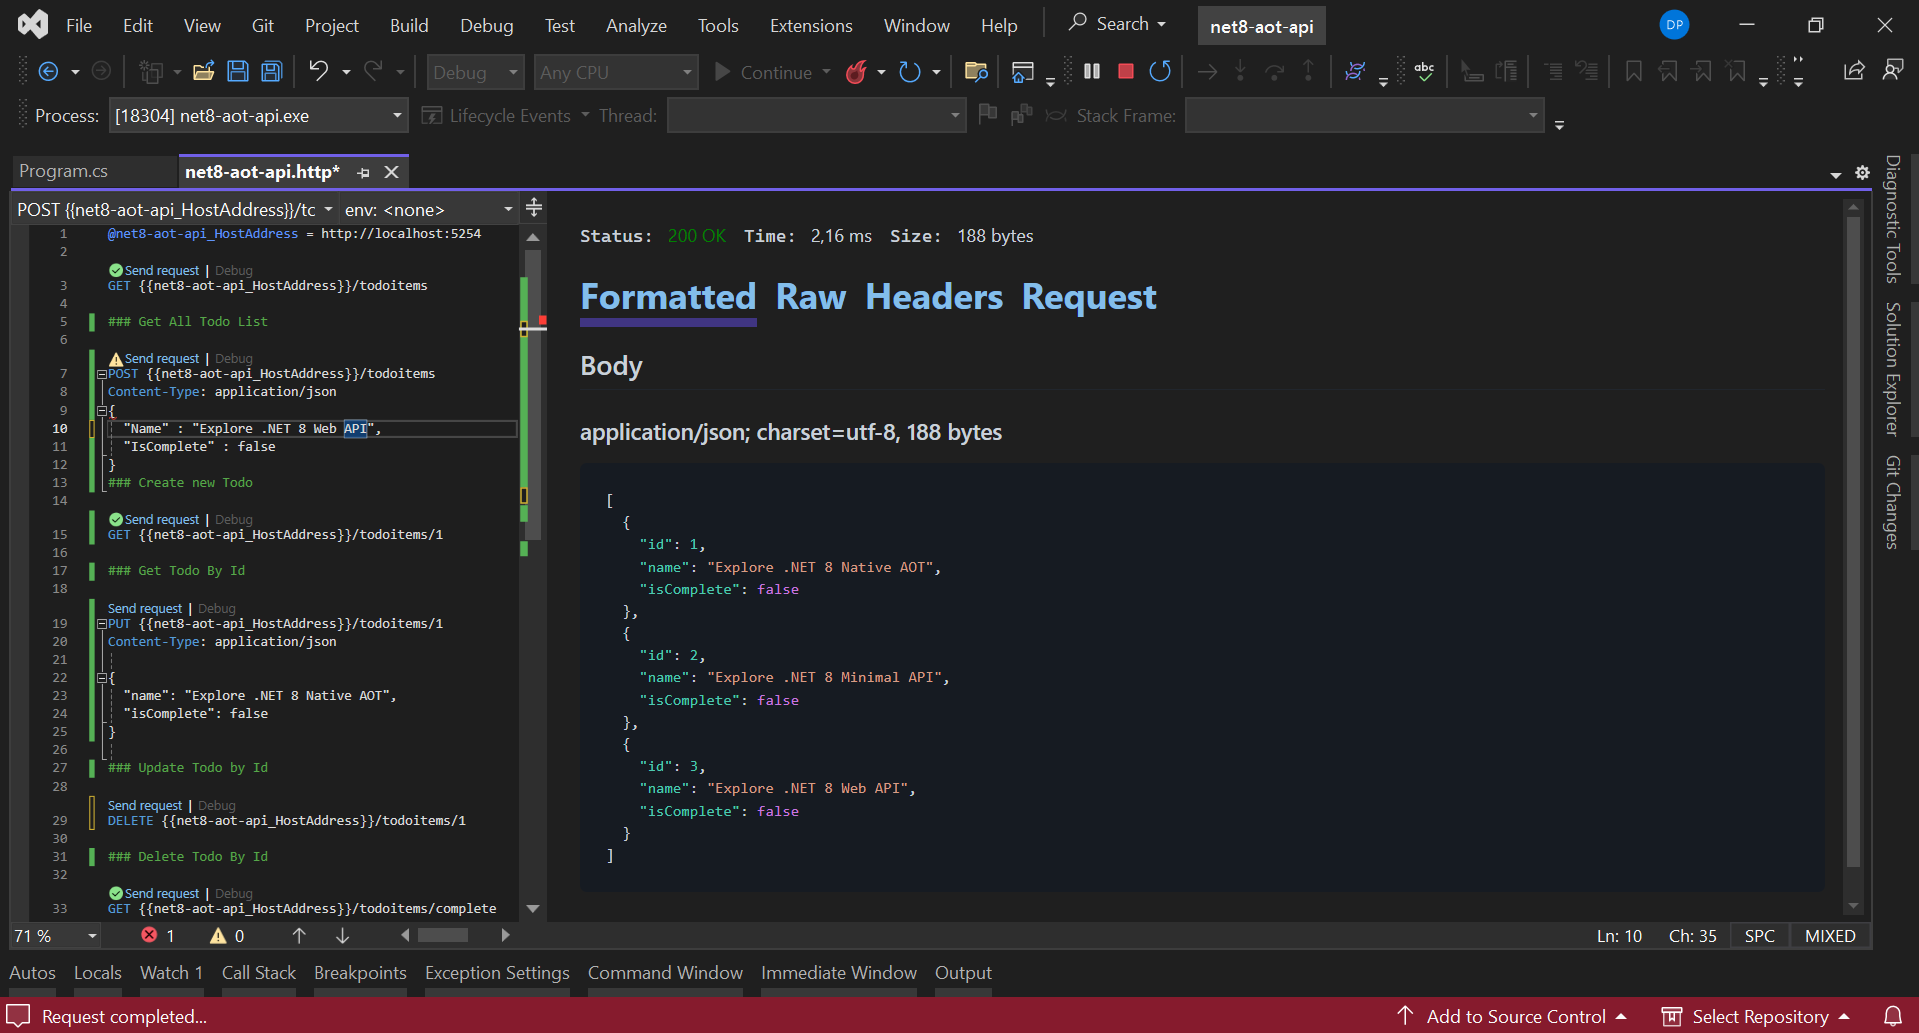 File Edit View Git Project Build Debug Test Analyze Tools Extensions Window Help Search net8-aot-api DP
Debug Any CPU Continue abc
Process: [18304] net8-aot-api.exe Lifecycle Events Thread: Stack Frame:
Program.cs net8-aot-api.http*
POST {{net8-aot-api_HostAddress}}/to env: <none>
1 @net8-aot-api_HostAddress = http://localhost:5254
2
Send request | Debug
3 GET {{net8-aot-api_HostAddress}}/todoitems
4
5 ### Get All Todo List
6
Send request | Debug
7 POST {{net8-aot-api_HostAddress}}/todoitems
8 Content-Type: application/json
9 {
10 "Name" : "Explore .NET 8 Web API",
11 "IsComplete" : false
12 }
13 ### Create new Todo
14
Send request | Debug
15 GET {{net8-aot-api_HostAddress}}/todoitems/1
16
17 ### Get Todo By Id
18
Send request | Debug
19 PUT {{net8-aot-api_HostAddress}}/todoitems/1
20 Content-Type: application/json
21
22 {
23 "name": "Explore .NET 8 Native AOT",
24 "isComplete": false
25 }
26
27 ### Update Todo by Id
28
Send request | Debug
29 DELETE {{net8-aot-api_HostAddress}}/todoitems/1
30
31 ### Delete Todo By Id
32
Send request | Debug
33 GET {{net8-aot-api_HostAddress}}/todoitems/complete
Status: 200 OK Time: 2,16 ms Size: 188 bytes
Formatted Raw Headers Request
Body
application/json; charset=utf-8, 188 bytes
[
{
"id": 1,
"name": "Explore .NET 8 Native AOT",
"isComplete": false
},
{
"id": 2,
"name": "Explore .NET 8 Minimal API",
"isComplete": false
},
{
"id": 3,
"name": "Explore .NET 8 Web API",
"isComplete": false
}
]
Diagnostic Tools
Solution Explorer
Git Changes
71 % 1 0 Ln: 10 Ch: 35 SPC MIXED
Autos Locals Watch 1 Call Stack Breakpoints Exception Settings Command Window Immediate Window Output
Request completed... Add to Source Control Select Repository